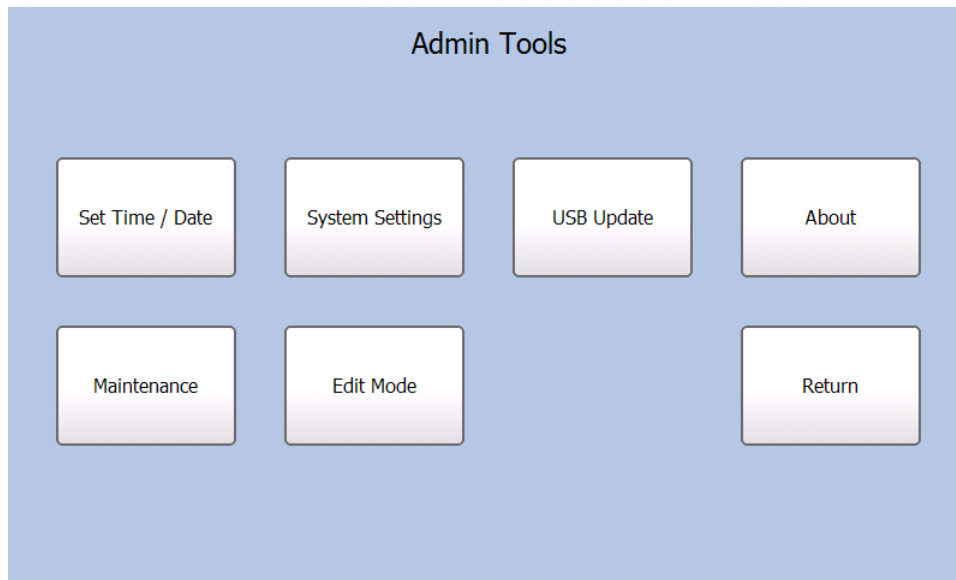 Admin Tools
Set Time / Date
System Settings
USB Update
About
Maintenance
Edit Mode
Return